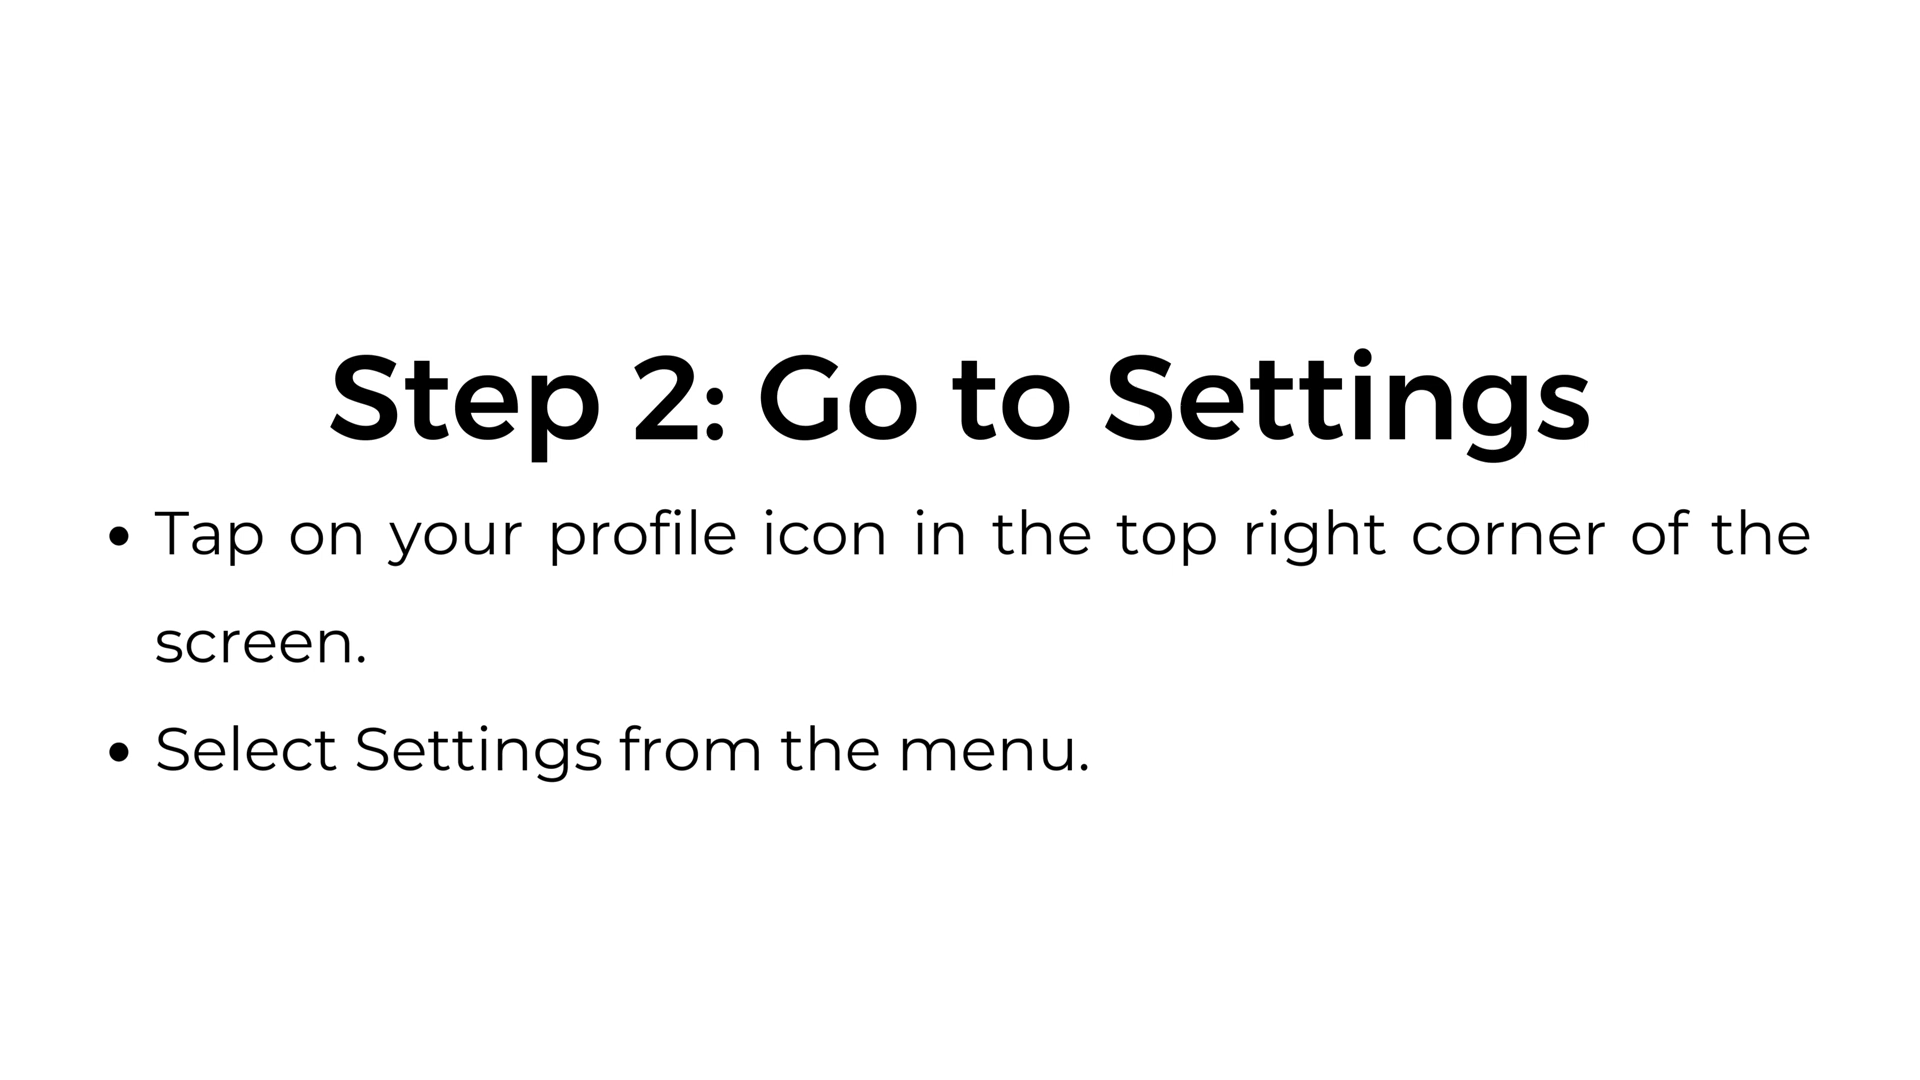 Step 2: Go to Settings
• Tap on your profile icon in the top right corner of the
screen.
• Select Settings from the menu.